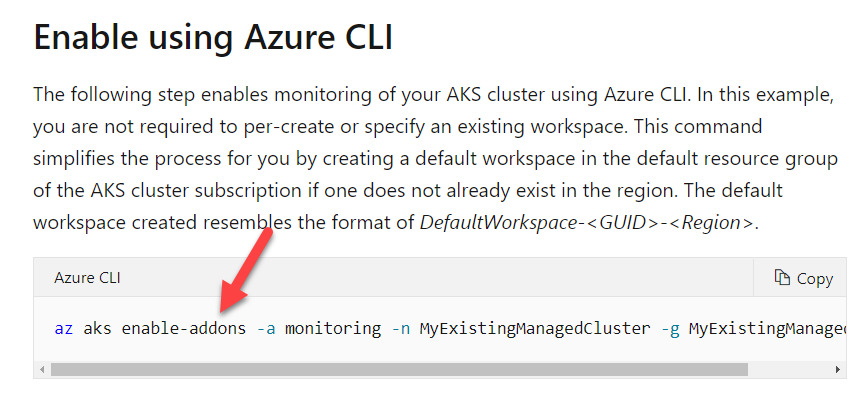 Enable using Azure CLI
The following step enables monitoring of your AKS cluster using Azure CLI. In this example,
you are not required to per-create or specify an existing workspace. This command
simplifies the process for you by creating a default workspace in the default resource group
of the AKS cluster subscription if one does not already exist in the region. The default
workspace created resembles the format of DefaultWorkspace-<GUID>-<Region>.
Azure CLI
Copy
az aks enable-addons -a monitoring -n MyExistingManagedCluster -g MyExistingManaged